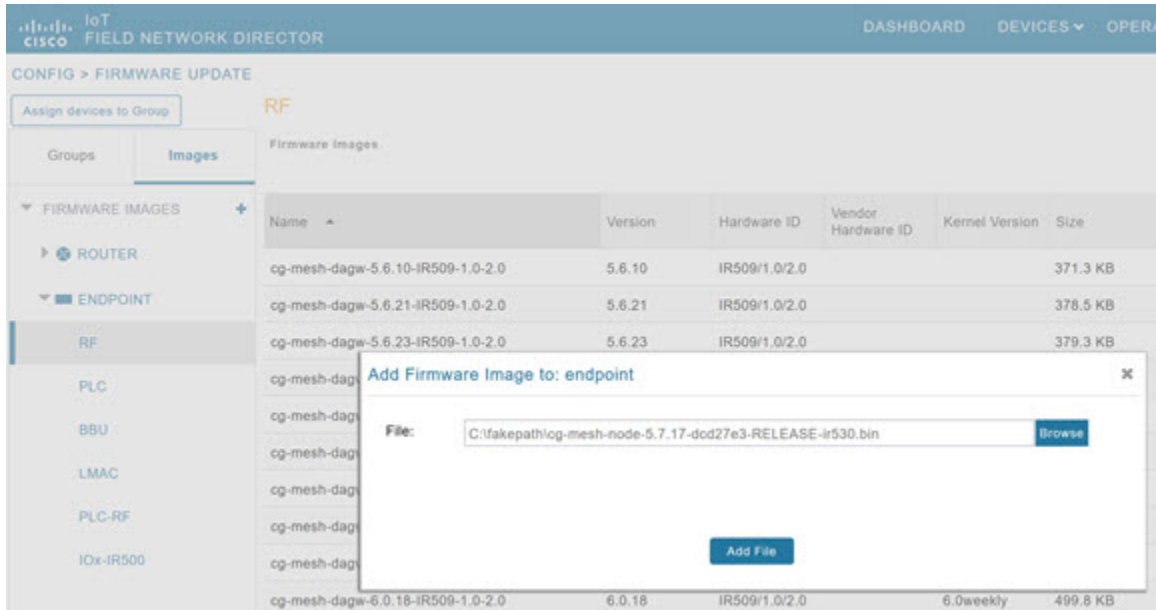 IoT
CISCO FIELD NETWORK DIRECTOR
DASHBOARD DEVICES OPERA
CONFIG > FIRMWARE UPDATE
Assign devices to Group
Groups Images
FIRMWARE IMAGES +
ROUTER
ENDPOINT
RF
PLC
BBU
LMAC
PLC-RF
IOx-IR500
RF
Firmware Images
Name Version Hardware ID Vendor Hardware ID Kernel Version Size
cg-mesh-dagw-5.6.10-IR509-1.0-2.0 5.6.10 IR509/1.0/2.0 371.3 KB
cg-mesh-dagw-5.6.21-IR509-1.0-2.0 5.6.21 IR509/1.0/2.0 378.5 KB
cg-mesh-dagw-5.6.23-IR509-1.0-2.0 5.6.23 IR509/1.0/2.0 379.3 KB
cg-mesh-dag
cg-mesh-dag
cg-mesh-dag
cg-mesh-dag
cg-mesh-dag
cg-mesh-dag
cg-mesh-dagw-6.0.18-IR509-1.0-2.0 6.0.18 IR509/1.0/2.0 6.0weekly 499.8 KB
Add Firmware Image to: endpoint
File: C:\fakepath\cg-mesh-node-5.7.17-dcd27e3-RELEASE-ir530.bin Browse
Add File